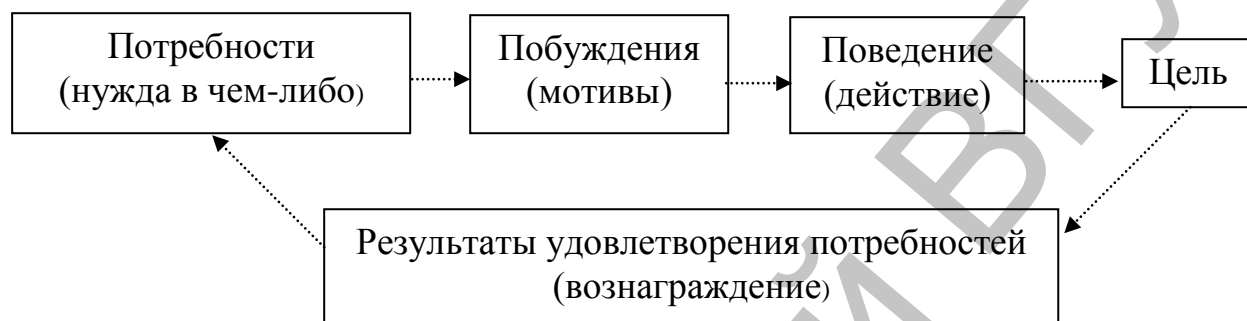 Потребности
(нужда в чем-либо)
Побуждения
(мотивы)
Поведение
(действие)
Цель
Результаты удовлетворения потребностей
(вознаграждение)